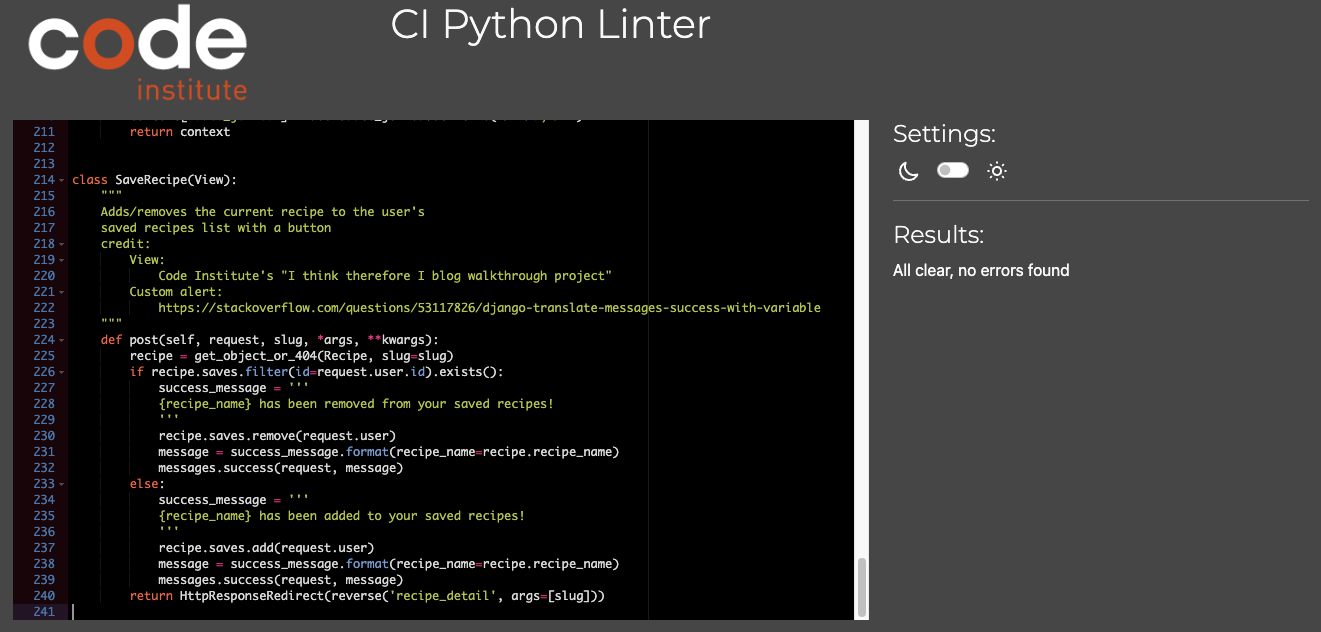 code
institute
CI Python Linter
211 return context
212
213
214 class SaveRecipe(View):
215 """
216 Adds/removes the current recipe to the user's
217 saved recipes list with a button
218 credit:
219 View:
220 Code Institute's "I think therefore I blog walkthrough project"
221 Custom alert:
222 https://stackoverflow.com/questions/53117826/django-translate-messages-success-with-variable
223 """
224 def post(self, request, slug, *args, **kwargs):
225 recipe = get_object_or_404(Recipe, slug=slug)
226 if recipe.saves.filter(id=request.user.id).exists():
227 success_message = '''
228 {recipe_name} has been removed from your saved recipes!
229 '''
230 recipe.saves.remove(request.user)
231 message = success_message.format(recipe_name=recipe.recipe_name)
232 messages.success(request, message)
233 else:
234 success_message = '''
235 {recipe_name} has been added to your saved recipes!
236 '''
237 recipe.saves.add(request.user)
238 message = success_message.format(recipe_name=recipe.recipe_name)
239 messages.success(request, message)
240 return HttpResponseRedirect(reverse('recipe_detail', args=[slug]))
241
Settings:
Results:
All clear, no errors found